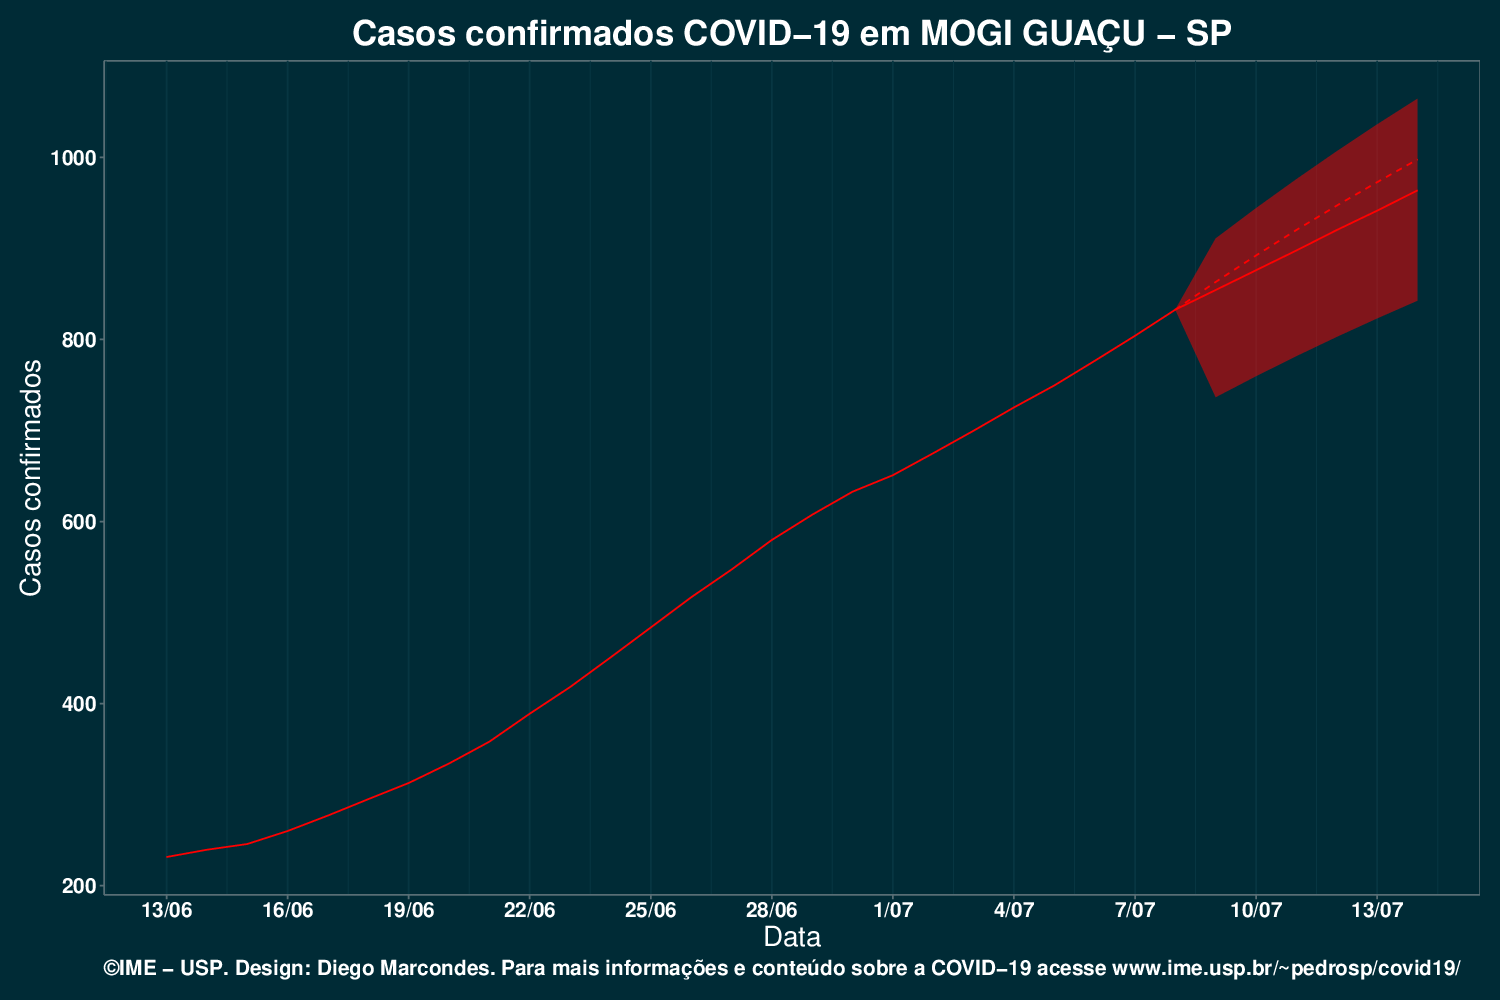 Casos confirmados COVID−19 em MOGI GUAÇU − SP
Casos confirmados
1000
800
600
400
200
13/06 16/06 19/06 22/06 25/06 28/06 1/07 4/07 7/07 10/07 13/07
Data
©IME − USP. Design: Diego Marcondes. Para mais informações e conteúdo sobre a COVID−19 acesse www.ime.usp.br/~pedrosp/covid19/